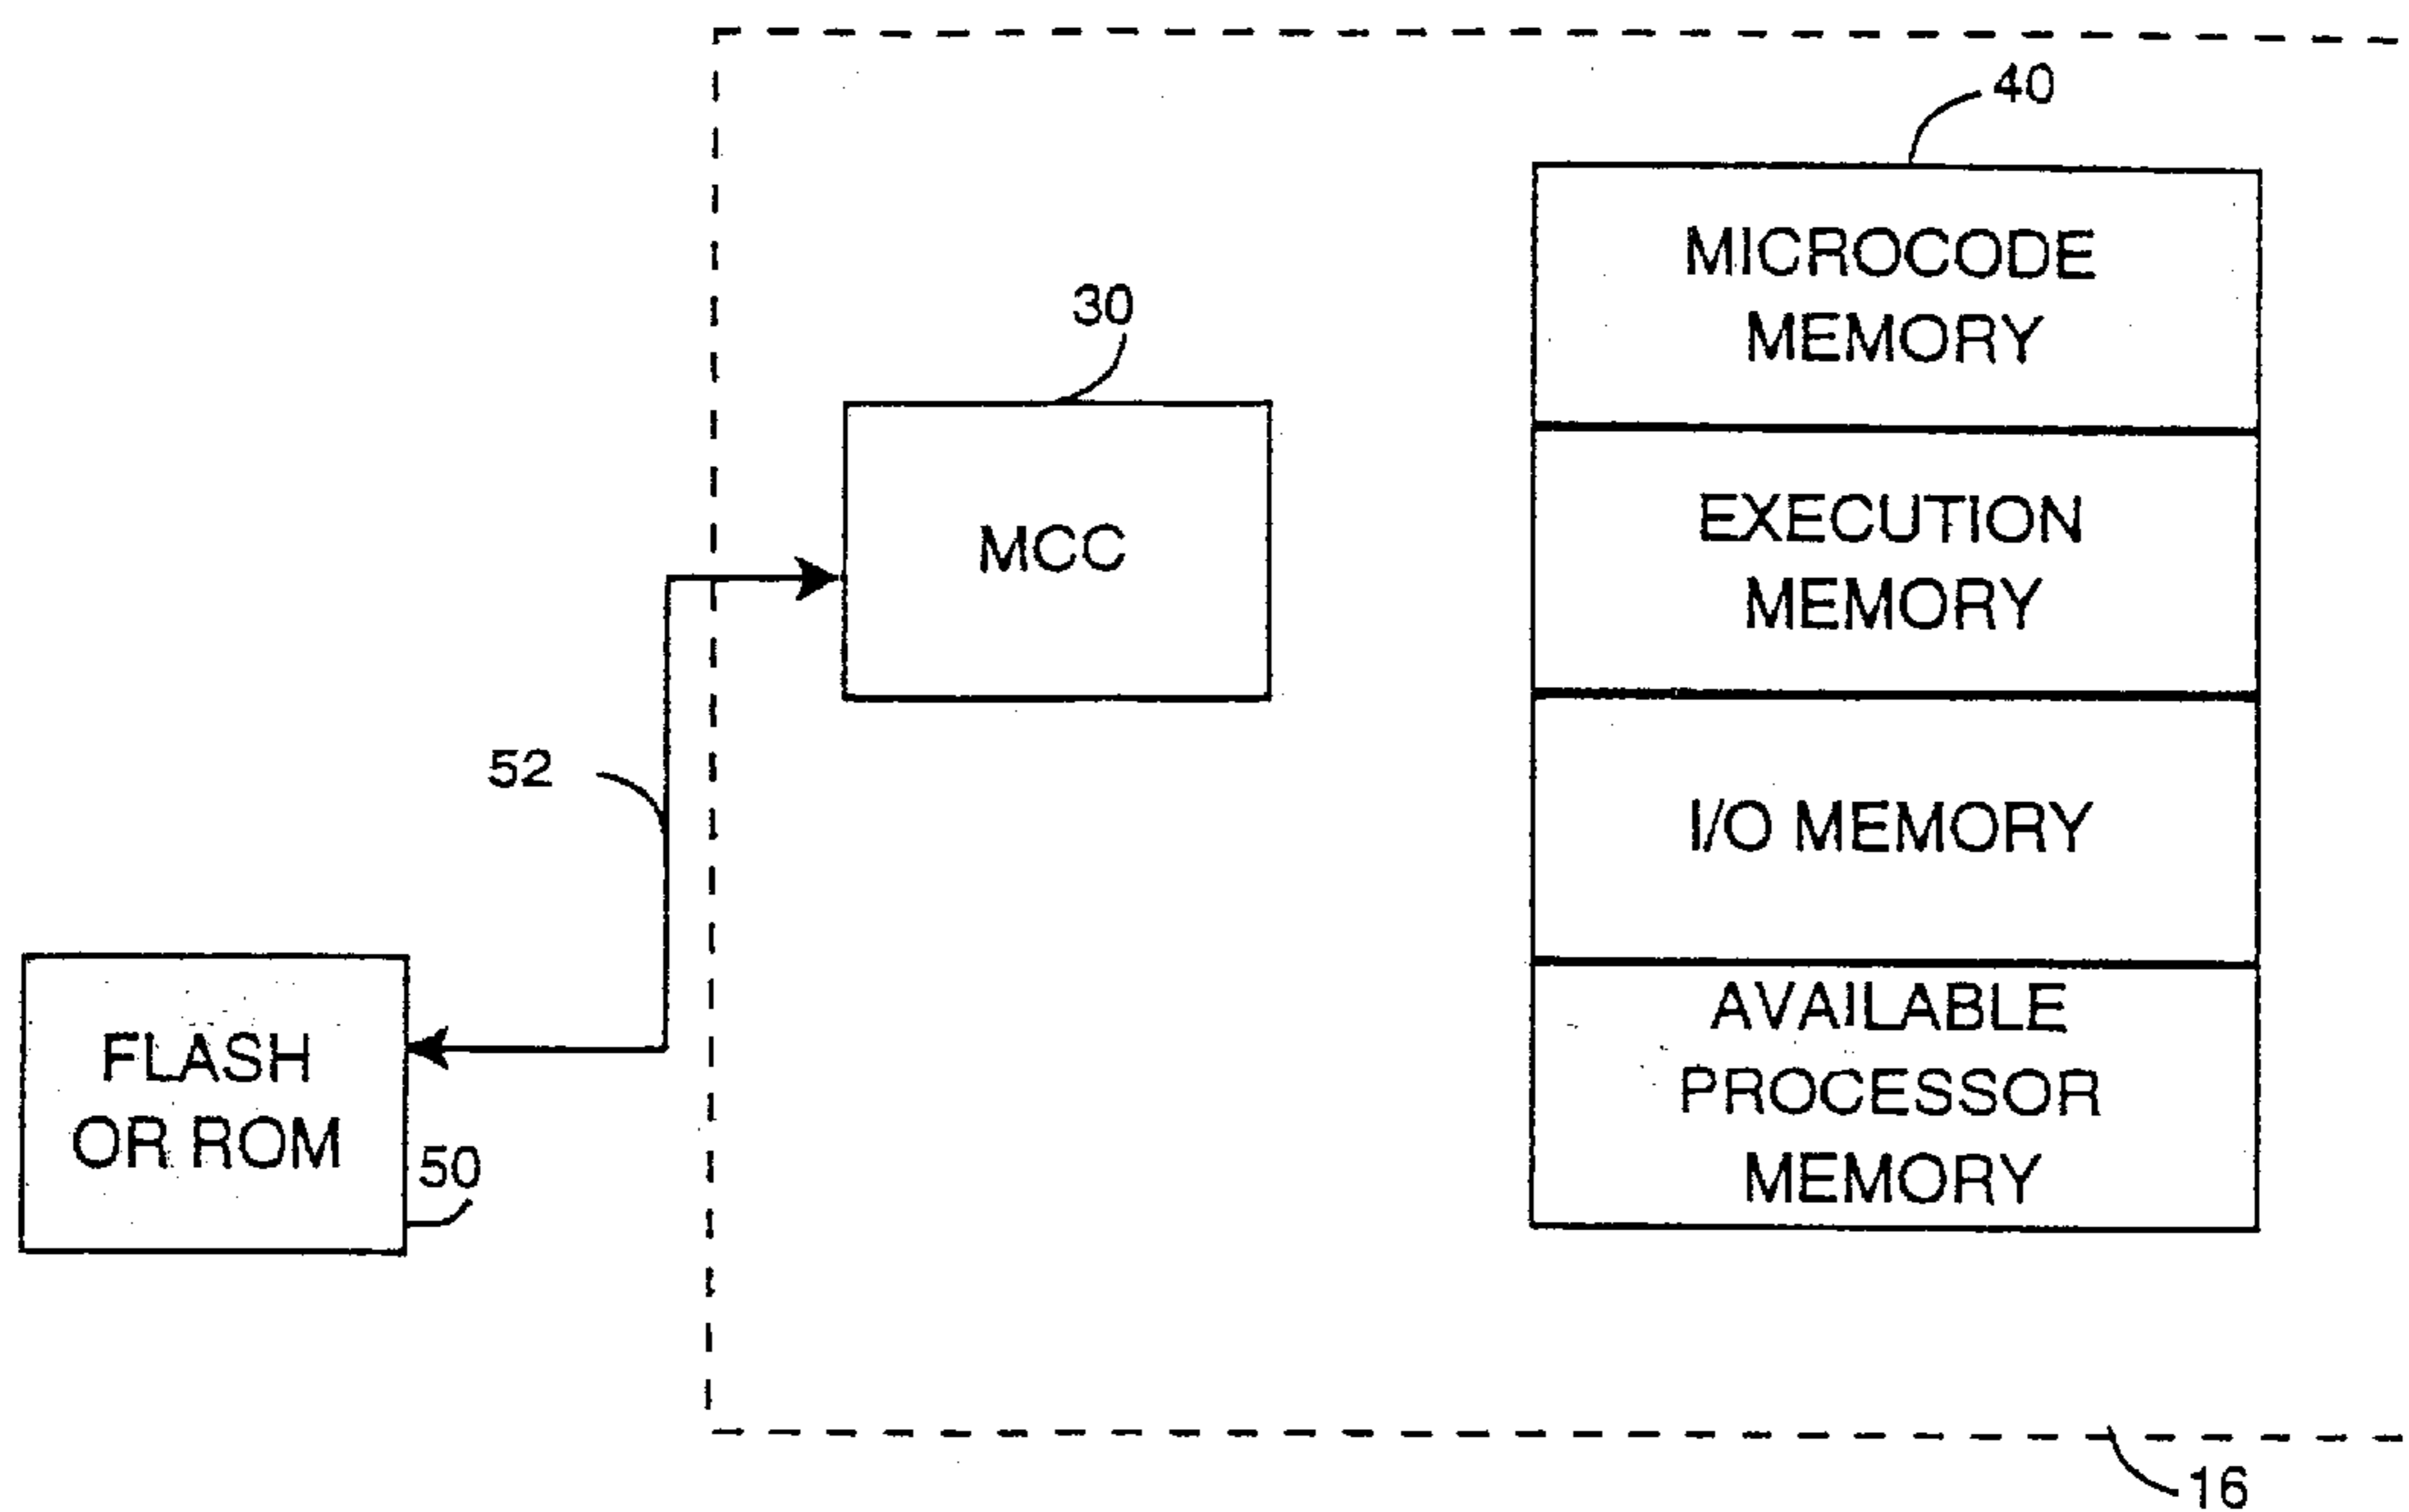 40
MICROCODE
MEMORY
30
EXECUTION
MEMORY
MCC
52
I/O MEMORY
FLASH
OR ROM
50
AVAILABLE
PROCESSOR
MEMORY
16